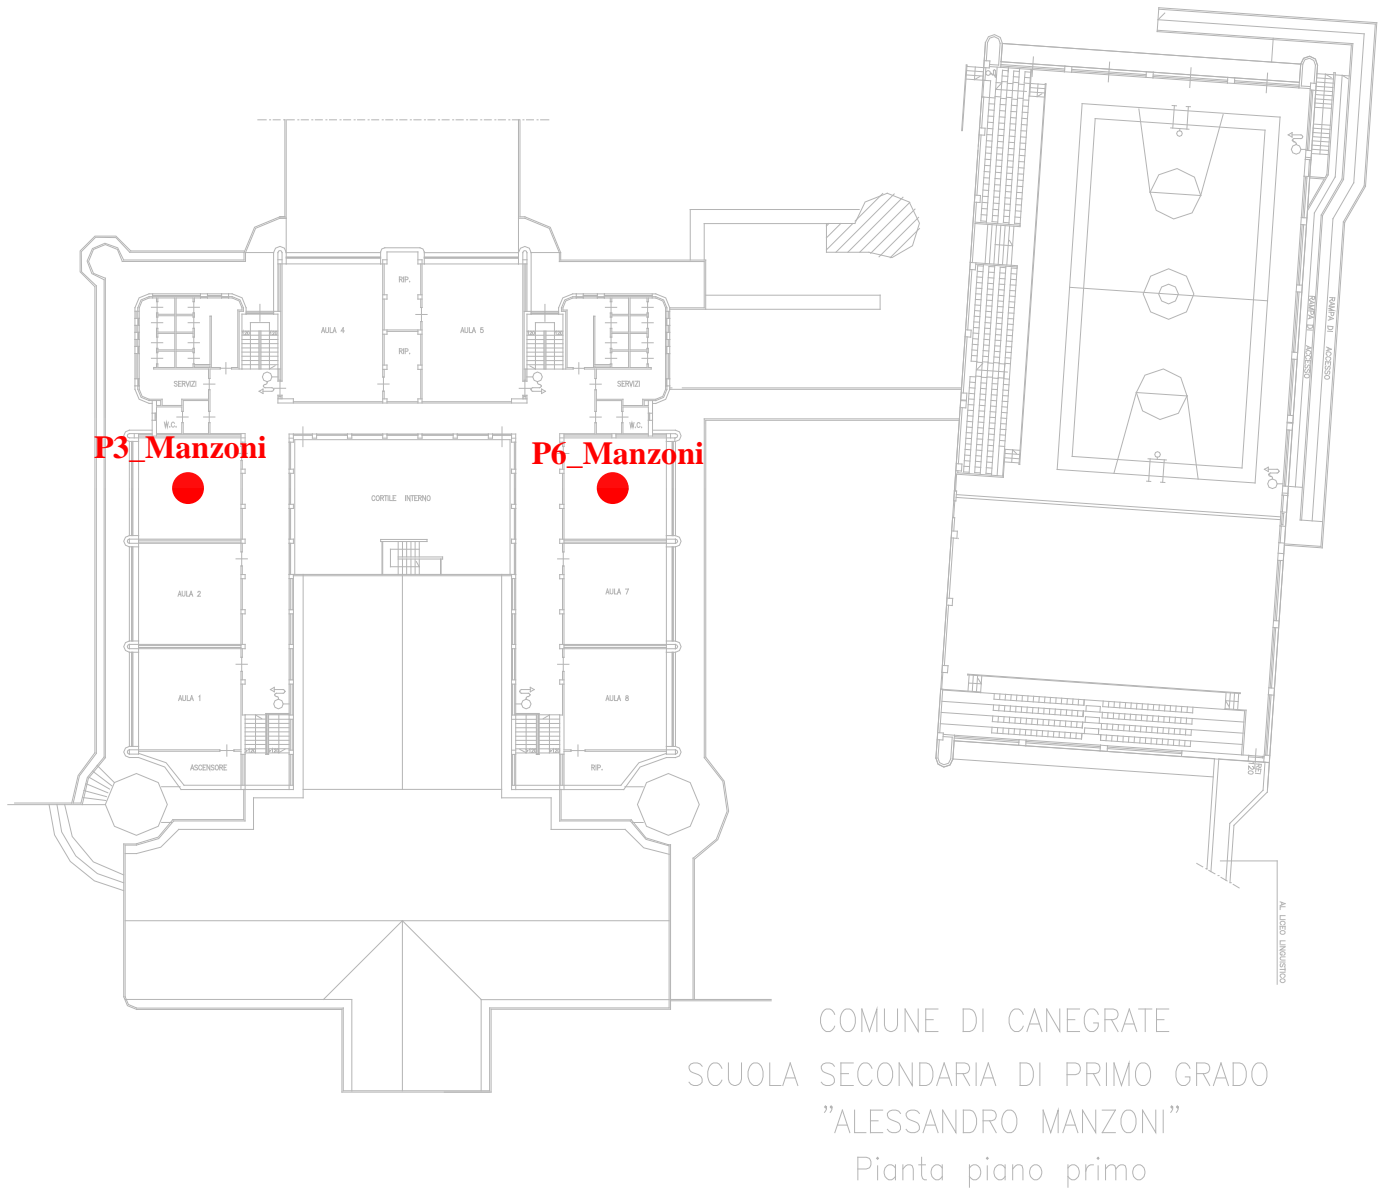 RIP.
AULA 4
AULA 5
RIP.
SERVIZI
SERVIZI
W.C.
W.C.
P3_Manzoni
P6_Manzoni
CORTILE INTERNO
AULA 2
AULA 7
AULA 1
AULA 8
ASCENSORE
RIP.
RAMPA DI ACCESSO
RAMPA DI ACCESSO
REI
120
AL LICEO LINGUISTICO
COMUNE DI CANEGRATE
SCUOLA SECONDARIA DI PRIMO GRADO
"ALESSANDRO MANZONI"
Pianta piano primo